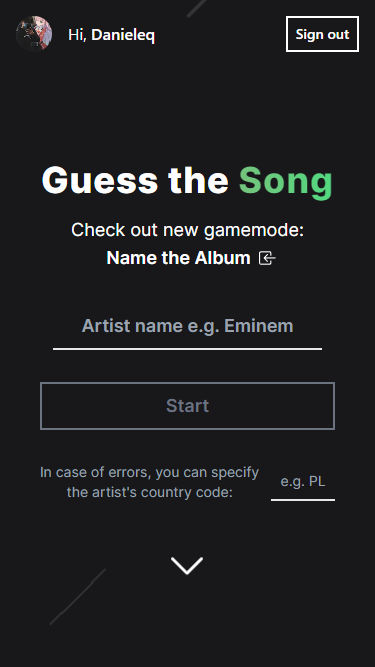 Hi, Danieleq
Sign out
Guess the Song
Check out new gamemode:
Name the Album
Artist name e.g. Eminem
Start
In case of errors, you can specify
the artist's country code:
e.g. PL